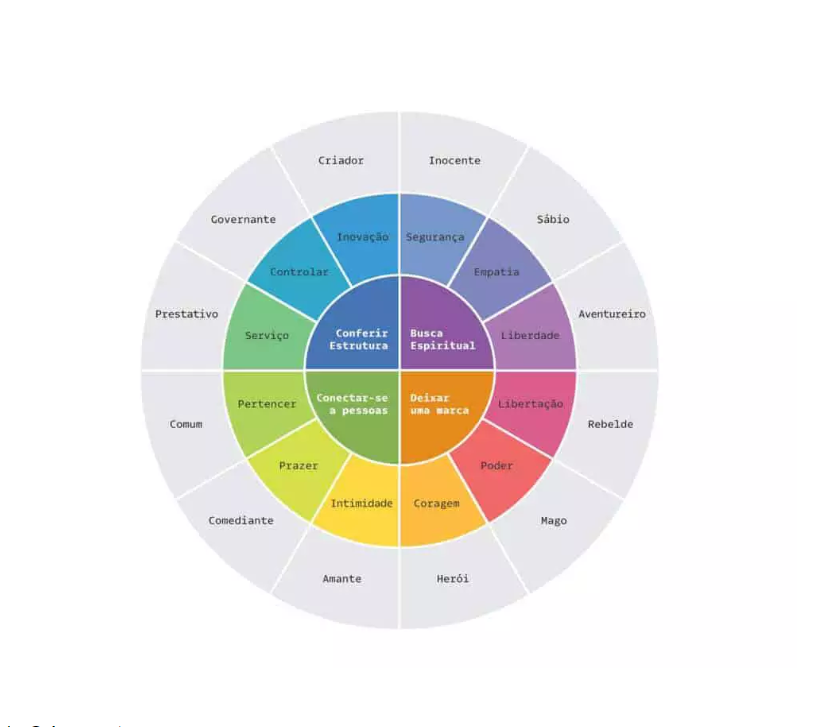 Criador
Inocente
Governante
Sábio
Inovação
Segurança
Controlar
Empatia
Prestativo
Aventureiro
Serviço
Conferir
Estrutura
Busca
Espiritual
Liberdade
Pertencer
Conectar-se
a pessoas
Deixar
uma marca
Libertação
Comum
Rebelde
Prazer
Poder
Intimidade
Coragem
Comediante
Mago
Amante
Herói